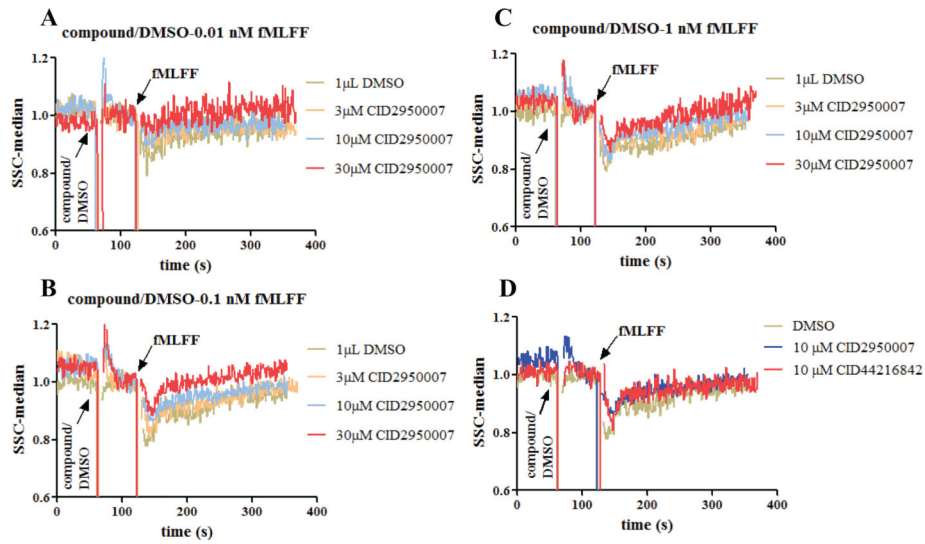 A
compound/DMSO-0.01 nM fMLFF
SSC-median
1.2
1.0
0.8
0.6
compound/
DMSO
fMLFF
0
100
200
300
400
time (s)
1μL DMSO
3μM CID2950007
10μM CID2950007
30μM CID2950007
C
compound/DMSO-1 nM fMLFF
SSC-median
1.2
1.0
0.8
0.6
compound/
DMSO
fMLFF
0
100
200
300
400
time (s)
1μL DMSO
3μM CID2950007
10μM CID2950007
30μM CID2950007
B
compound/DMSO-0.1 nM fMLFF
SSC-median
1.2
1.0
0.8
0.6
compound/
DMSO
fMLFF
0
100
200
300
400
time (s)
1μL DMSO
3μM CID2950007
10μM CID2950007
30μM CID2950007
D
SSC-median
1.2
1.0
0.8
0.6
compound/
DMSO
fMLFF
0
100
200
300
400
time (s)
DMSO
10 μM CID2950007
10 μM CID44216842